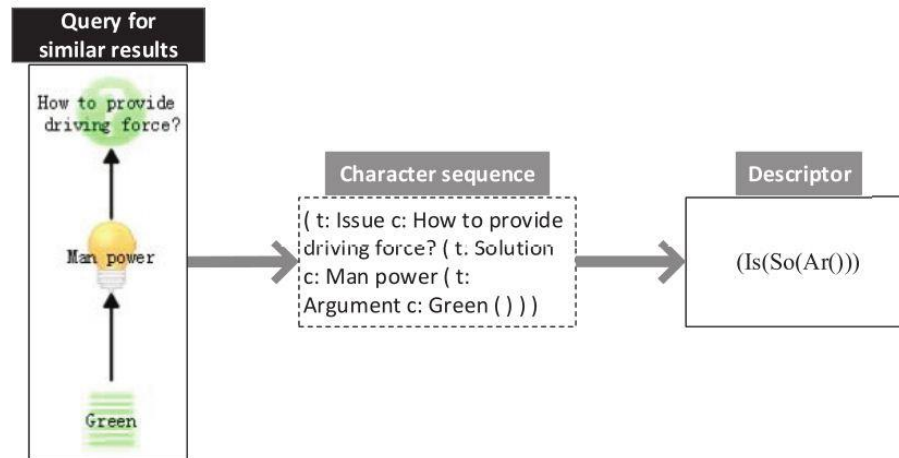 Query for
similar results
How to provide
driving force?
Man power
Green
Character sequence
( t: Issue c: How to provide
driving force? ( t: Solution
c: Man power ( t:
Argument c: Green ( ) ) )
Descriptor
(Is(So(Ar()))